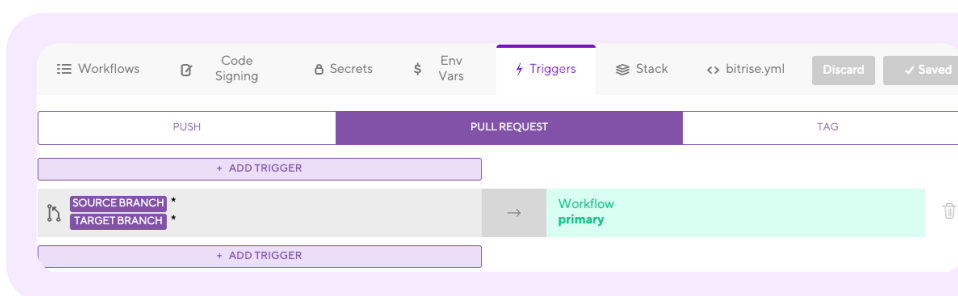 Workflows
Code Signing
Secrets
$ Env Vars
Triggers
Stack
<> bitrise.yml
Discard
✓ Saved
PUSH
PULL REQUEST
TAG
+ ADD TRIGGER
SOURCE BRANCH *
TARGET BRANCH *
→
Workflow
primary
+ ADD TRIGGER